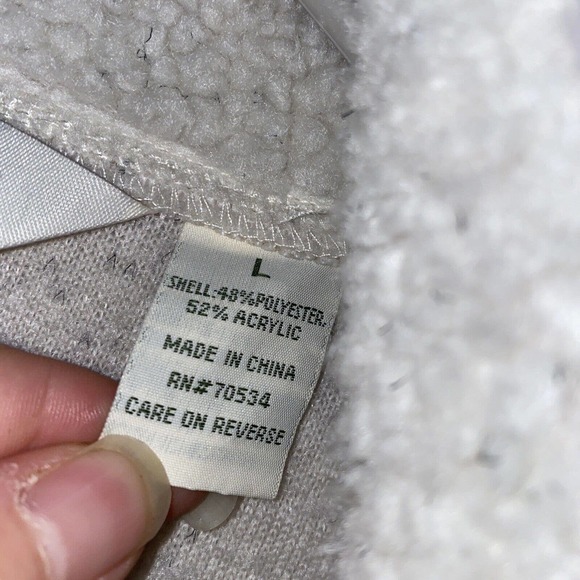 L
SHELL:48%POLYESTER,
52% ACRYLIC
MADE IN CHINA
RN#70534
CARE ON REVERSE